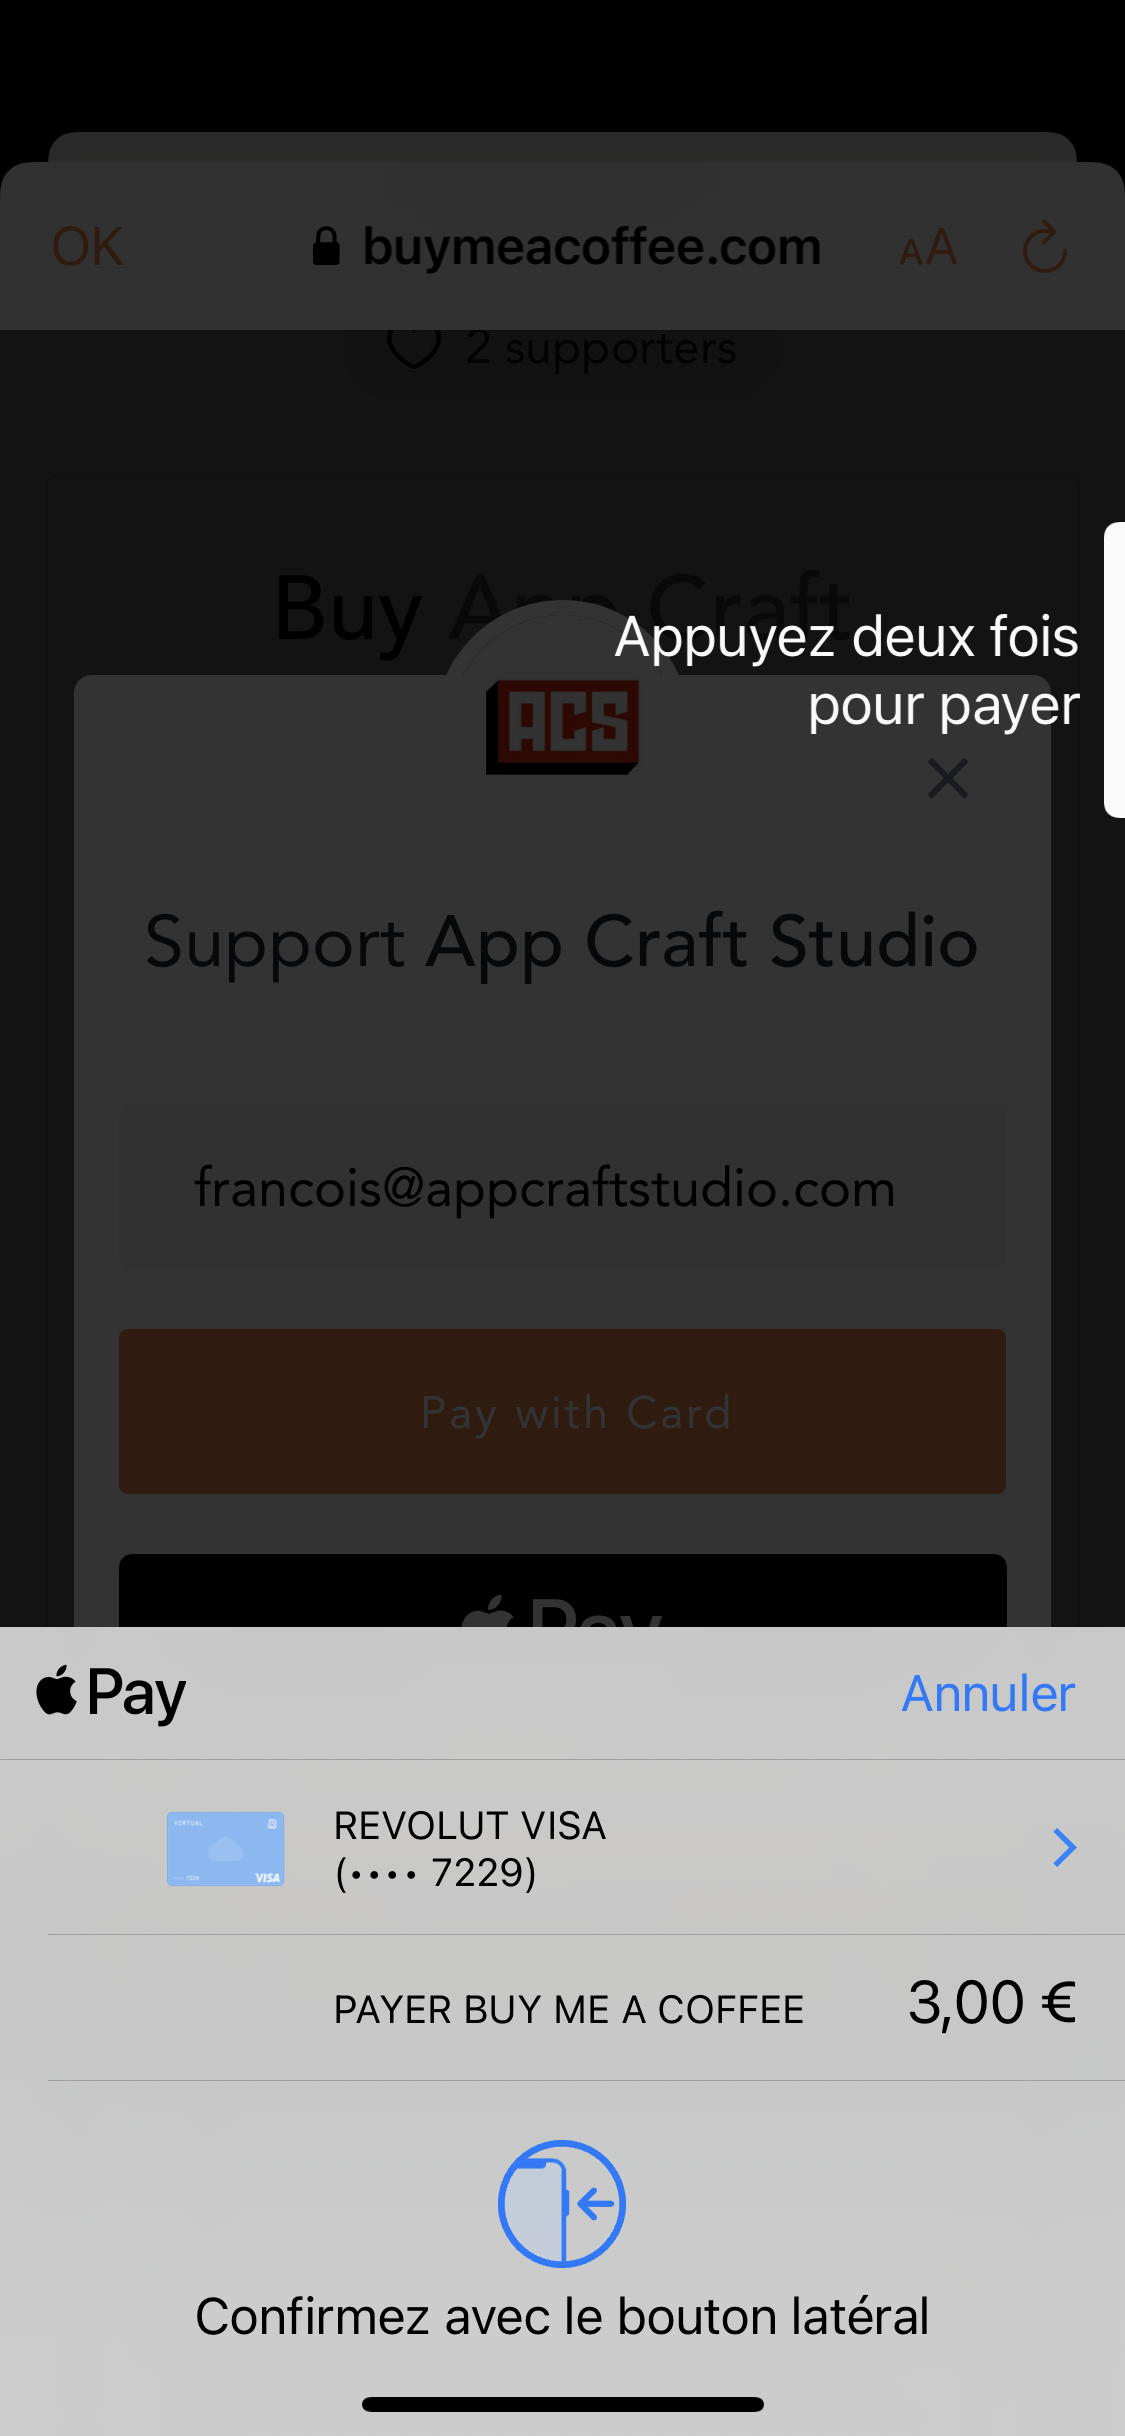 OK
buymeacoffee.com
AA
2 supporters
Buy App Craft
Appuyez deux fois
pour payer
ACS
Support App Craft Studio
francois@appcraftstudio.com
Pay with Card
Pay
Pay
Annuler
VIRTUAL
R
VISA
REVOLUT VISA
(•••• 7229)
PAYER BUY ME A COFFEE
3,00 €
Confirmez avec le bouton latéral